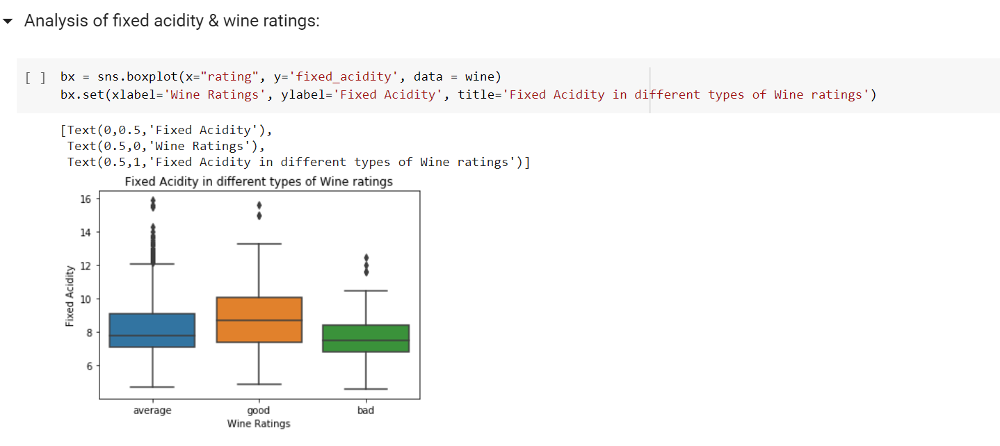 Analysis of fixed acidity & wine ratings:
[ ] bx = sns.boxplot(x="rating", y='fixed_acidity', data = wine)
bx.set(xlabel='Wine Ratings', ylabel='Fixed Acidity', title='Fixed Acidity in different types of Wine ratings')
[Text(0,0.5,'Fixed Acidity'),
Text(0.5,0,'Wine Ratings'),
Text(0.5,1,'Fixed Acidity in different types of Wine ratings')]
Fixed Acidity in different types of Wine ratings
16
14
12
10
8
6
Fixed Acidity
average good bad
Wine Ratings